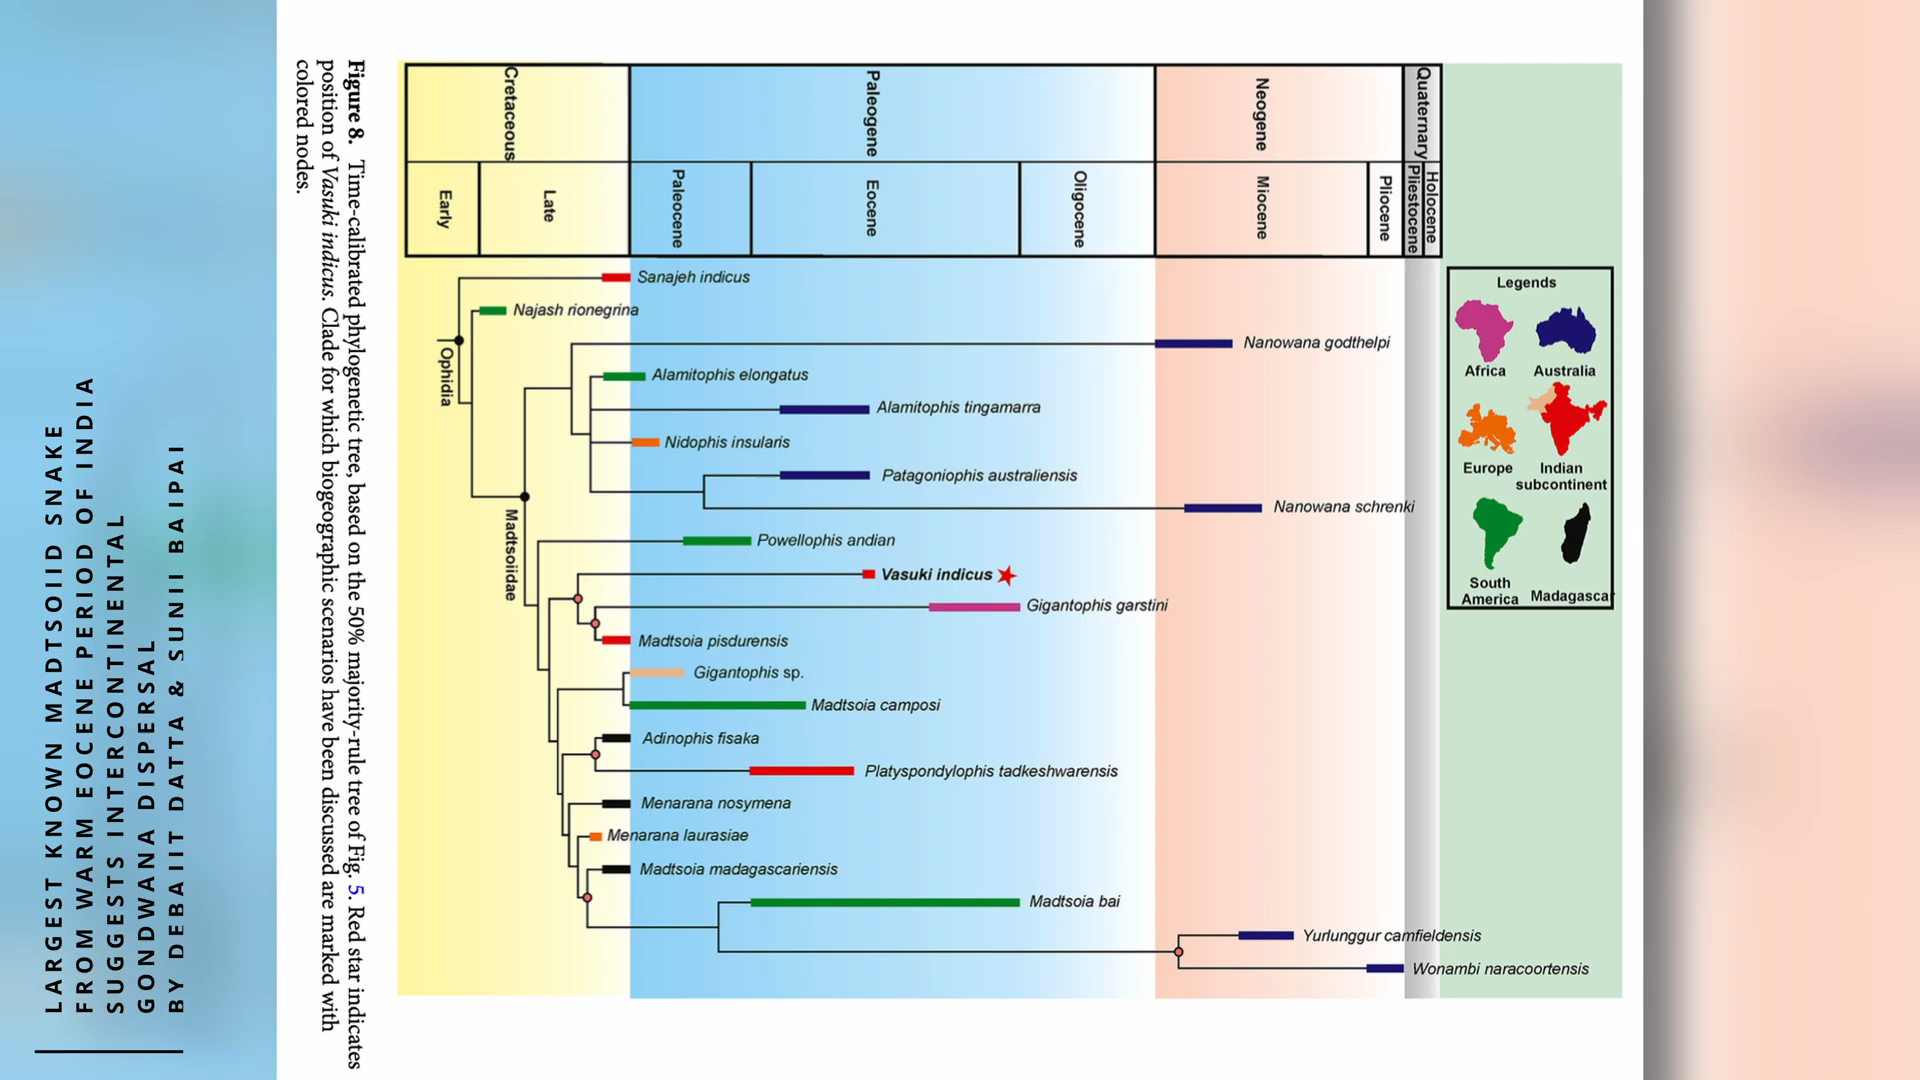 LARGEST KNOWN MADTSOIID SNAKE
FROM WARM EOCENE PERIOD OF INDIA
SUGGESTS INTERCONTINENTAL
GONDWANA DISPERSAL
BY DEBAJIT DATTA & SUNIL BAJPAI
Figure 8. Time-calibrated phylogenetic tree, based on the 50% majority-rule tree of Fig. 5. Red star indicates
position of Vasuki indicus. Clade for which biogeographic scenarios have been discussed are marked with
colored nodes.
Cretaceous
Paleogene
Neogene
Quaternary
Early
Late
Paleocene
Eocene
Oligocene
Miocene
Pliocene
Pliestocene
Holocene
Ophidia
Madtsoiidae
Sanajeh indicus
Najash rionegrina
Nanowana godthelpi
Alamitophis elongatus
Alamitophis tingamarra
Nidophis insularis
Patagoniophis australiensis
Nanowana schrenki
Powellophis andian
Vasuki indicus
Gigantophis garstini
Madtsoia pisdurensis
Gigantophis sp.
Madtsoia camposi
Adinophis fisaka
Platyspondylophis tadkeshwarensis
Menarana nosymena
Menarana laurasiae
Madtsoia madagascariensis
Madtsoia bai
Yurlunggur camfieldensis
Wonambi naracoortensis
Legends
Africa
Australia
Europe
Indian
subcontinent
South
America
Madagascar